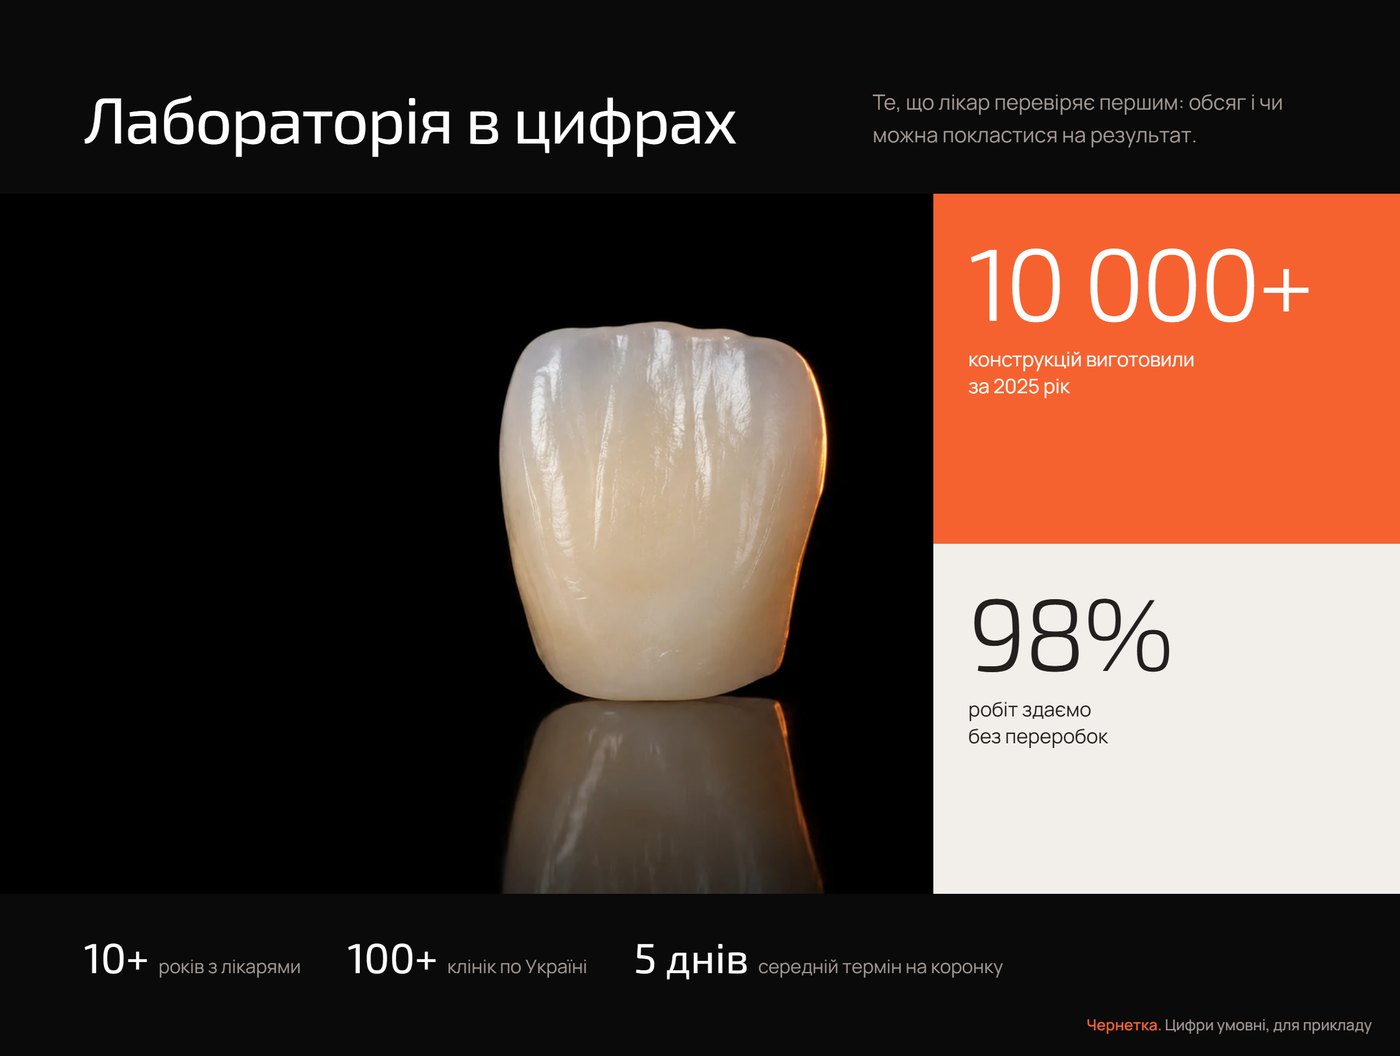 Лабораторія в цифрах
Те, що лікар перевіряє першим: обсяг і чи
можна покластися на результат.
10 000+
конструкцій виготовили
за 2025 рік
98%
робіт здаємо
без переробок
10+ років з лікарями
100+ клінік по Україні
5 днів середній термін на коронку
Чернетка. Цифри умовні, для прикладу